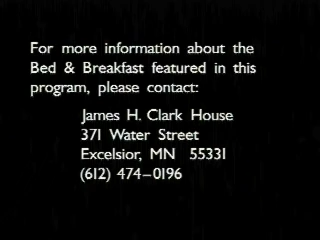 For more information about the
Bed & Breakfast featured in this
program, please contact:
James H. Clark House
371 Water Street
Excelsior, MN 55331
(612) 474–0196